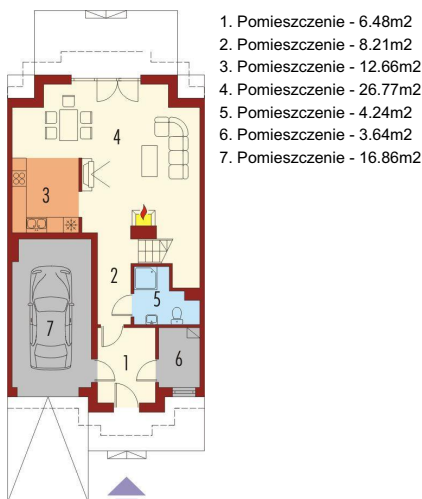 1. Pomieszczenie - 6.48m2
2. Pomieszczenie - 8.21m2
3. Pomieszczenie - 12.66m2
4. Pomieszczenie - 26.77m2
5. Pomieszczenie - 4.24m2
6. Pomieszczenie - 3.64m2
7. Pomieszczenie - 16.86m2
4
3
2
5
7
1
6